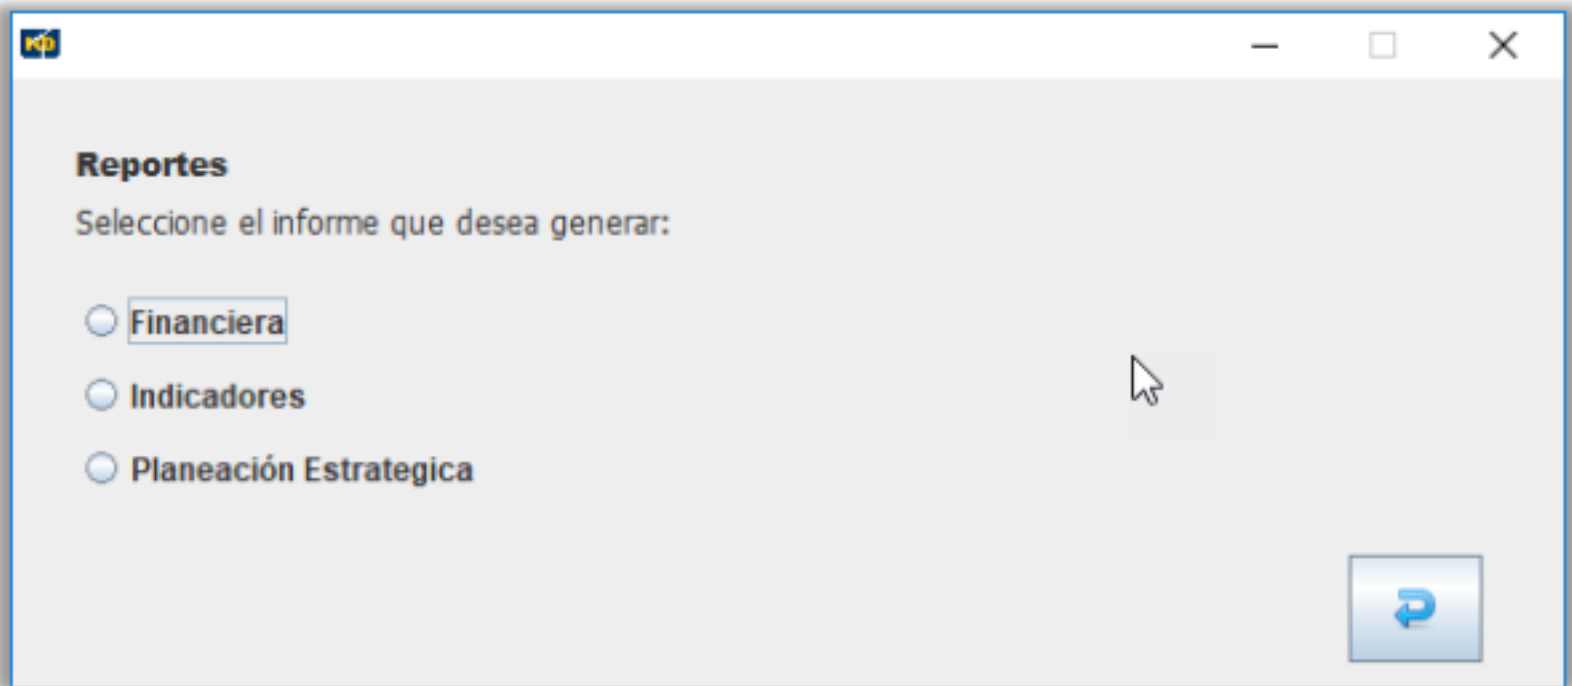 Reportes
Seleccione el informe que desea generar:
Financiera
Indicadores
Planeación Estrategica